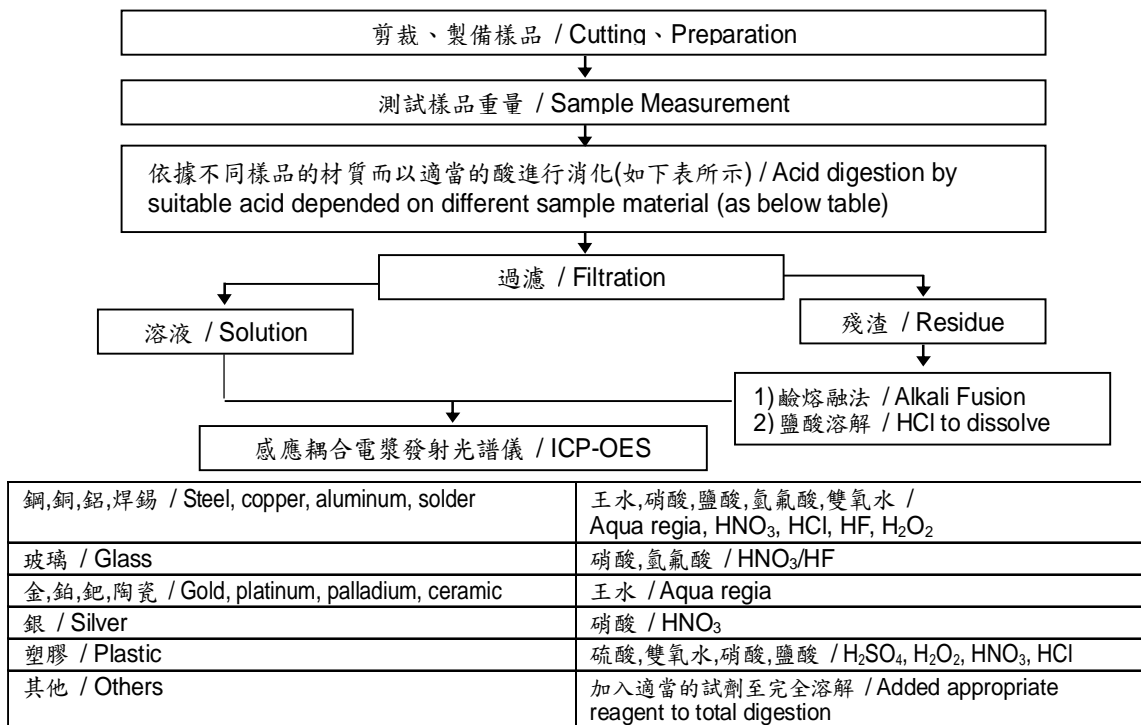 剪裁、製備樣品 / Cutting、Preparation
測試樣品重量 / Sample Measurement
依據不同樣品的材質而以適當的酸進行消化(如下表所示) / Acid digestion by
suitable acid depended on different sample material (as below table)
過濾 / Filtration
溶液 / Solution
殘渣 / Residue
1) 鹼熔融法 / Alkali Fusion
2) 鹽酸溶解 / HCl to dissolve
感應耦合電漿發射光譜儀 / ICP-OES
鋼,銅,鋁,焊錫 / Steel, copper, aluminum, solder
王水,硝酸,鹽酸,氫氟酸,雙氧水 /
Aqua regia, HNO₃, HCl, HF, H₂O₂
玻璃 / Glass
硝酸,氫氟酸 / HNO₃/HF
金,鉑,鈀,陶瓷 / Gold, platinum, palladium, ceramic
王水 / Aqua regia
銀 / Silver
硝酸 / HNO₃
塑膠 / Plastic
硫酸,雙氧水,硝酸,鹽酸 / H₂SO₄, H₂O₂, HNO₃, HCl
其他 / Others
加入適當的試劑至完全溶解 / Added appropriate
reagent to total digestion